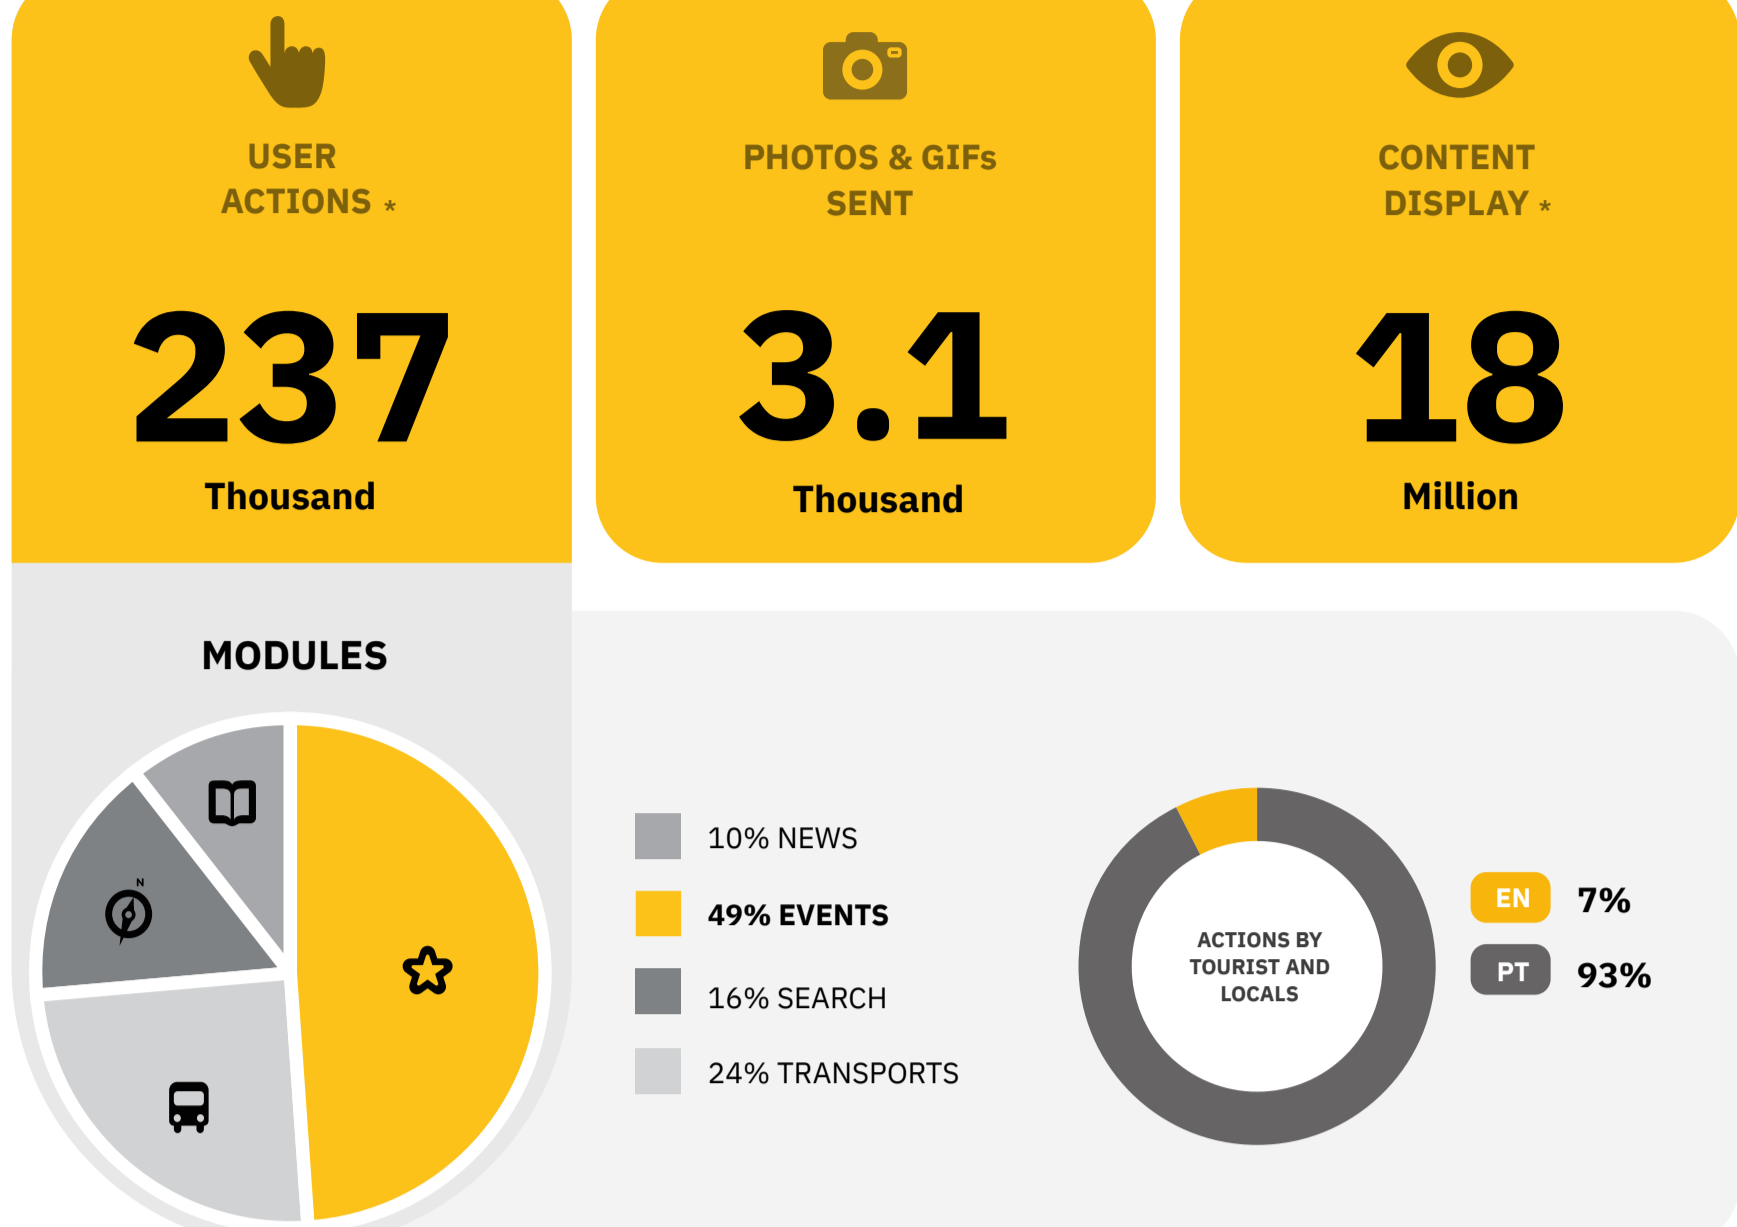 USER
ACTIONS *
PHOTOS & GIFs
SENT
CONTENT
DISPLAY *
237
Thousand
3.1
Thousand
18
Million
MODULES
N
10% NEWS
49% EVENTS
16% SEARCH
24% TRANSPORTS
ACTIONS BY
TOURIST AND
LOCALS
EN 7%
PT 93%